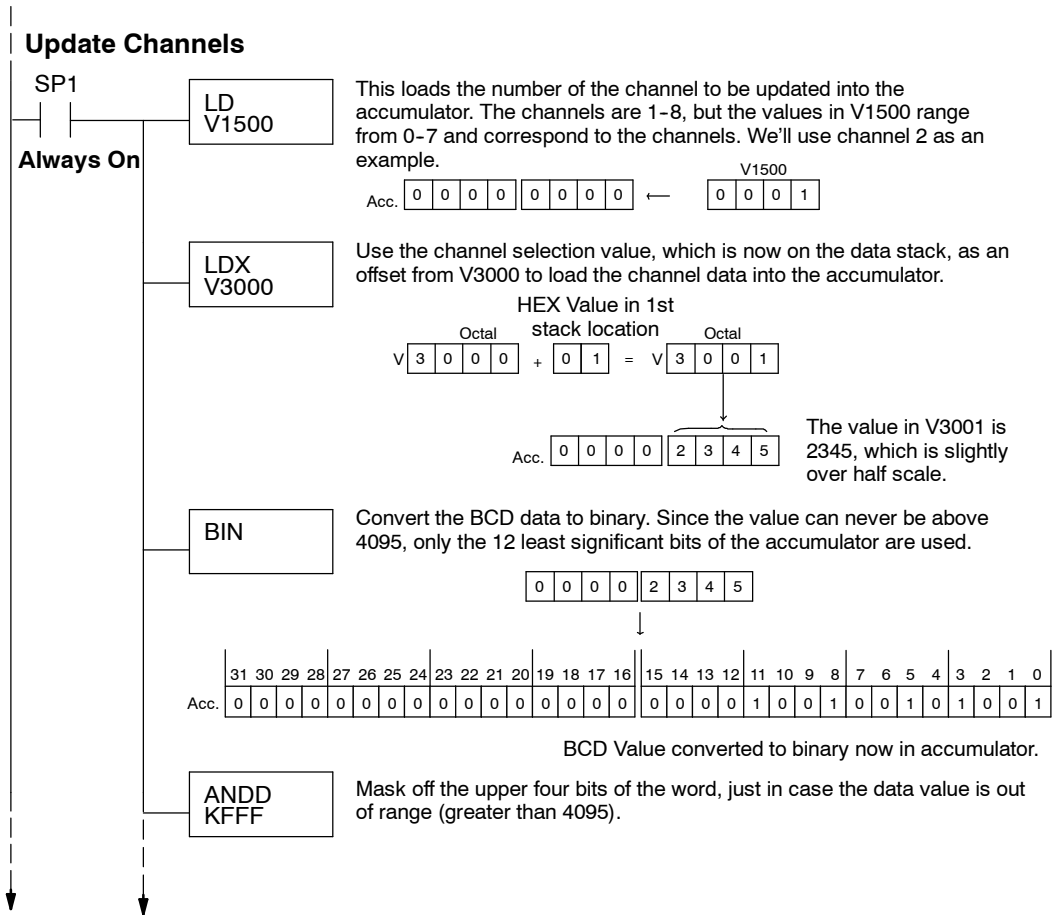 Update Channels
SP1
Always On
LD
V1500
This loads the number of the channel to be updated into the
accumulator. The channels are 1-8, but the values in V1500 range
from 0-7 and correspond to the channels. We'll use channel 2 as an
example.
V1500
Acc. 0 0 0 0 0 0 0 0 ← 0 0 0 1
LDX
V3000
Use the channel selection value, which is now on the data stack, as an
offset from V3000 to load the channel data into the accumulator.
HEX Value in 1st
stack location
Octal Octal
V 3 0 0 0 + 0 1 = V 3 0 0 1
Acc. 0 0 0 0 2 3 4 5
The value in V3001 is
2345, which is slightly
over half scale.
BIN
Convert the BCD data to binary. Since the value can never be above
4095, only the 12 least significant bits of the accumulator are used.
0 0 0 0 2 3 4 5
31 30 29 28 27 26 25 24 23 22 21 20 19 18 17 16 15 14 13 12 11 10 9 8 7 6 5 4 3 2 1 0
Acc. 0 0 0 0 0 0 0 0 0 0 0 0 0 0 0 0 0 0 0 0 1 0 0 1 0 0 1 0 1 0 0 1
BCD Value converted to binary now in accumulator.
ANDD
KFFF
Mask off the upper four bits of the word, just in case the data value is out
of range (greater than 4095).